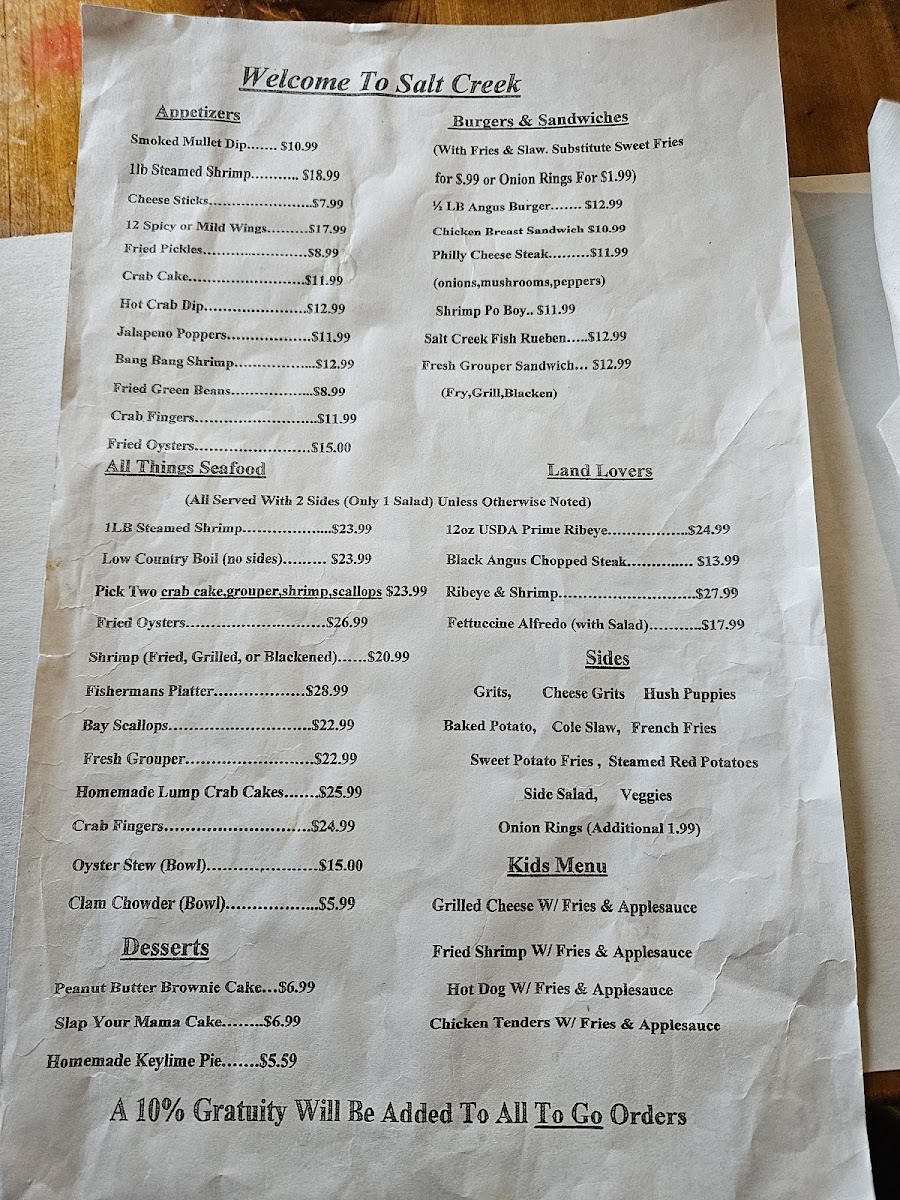 Welcome To Salt Creek
Appetizers
Smoked Mullet Dip....... $10.99
1lb Steamed Shrimp........... $18.99
Cheese Sticks.........................$7.99
12 Spicy or Mild Wings.........$17.99
Fried Pickles..........................$8.99
Crab Cake............................$11.99
Hot Crab Dip.........................$12.99
Jalapeno Poppers....................$11.99
Bang Bang Shrimp...................$12.99
Fried Green Beans...................$8.99
Crab Fingers.............................$11.99
Fried Oysters............................$15.00
Burgers & Sandwiches
(With Fries & Slaw. Substitute Sweet Fries
for $.99 or Onion Rings For $1.99)
½ LB Angus Burger....... $12.99
Chicken Breast Sandwich $10.99
Philly Cheese Steak.........$11.99
(onions,mushrooms,peppers)
Shrimp Po Boy.. $11.99
Salt Creek Fish Rueben.....$12.99
Fresh Grouper Sandwich... $12.99
(Fry,Grill,Blacken)
All Things Seafood
Land Lovers
(All Served With 2 Sides (Only 1 Salad) Unless Otherwise Noted)
1LB Steamed Shrimp...................$23.99
Low Country Boil (no sides)......... $23.99
Pick Two crab cake,grouper,shrimp,scallops $23.99
Fried Oysters..............................$26.99
Shrimp (Fried, Grilled, or Blackened)......$20.99
Fishermans Platter...................$28.99
Bay Scallops..............................$22.99
Fresh Grouper...........................$22.99
Homemade Lump Crab Cakes.......$25.99
Crab Fingers..............................$24.99
Oyster Stew (Bowl).......................$15.00
Clam Chowder (Bowl)..................$5.99
12oz USDA Prime Ribeye.................$24.99
Black Angus Chopped Steak.............. $13.99
Ribeye & Shrimp............................$27.99
Fettuccine Alfredo (with Salad)...........$17.99
Sides
Grits, Cheese Grits Hush Puppies
Baked Potato, Cole Slaw, French Fries
Sweet Potato Fries , Steamed Red Potatoes
Side Salad, Veggies
Onion Rings (Additional 1.99)
Kids Menu
Grilled Cheese W/ Fries & Applesauce
Fried Shrimp W/ Fries & Applesauce
Hot Dog W/ Fries & Applesauce
Chicken Tenders W/ Fries & Applesauce
Desserts
Peanut Butter Brownie Cake...$6.99
Slap Your Mama Cake........$6.99
Homemade Keylime Pie.......$5.59
A 10% Gratuity Will Be Added To All To Go Orders